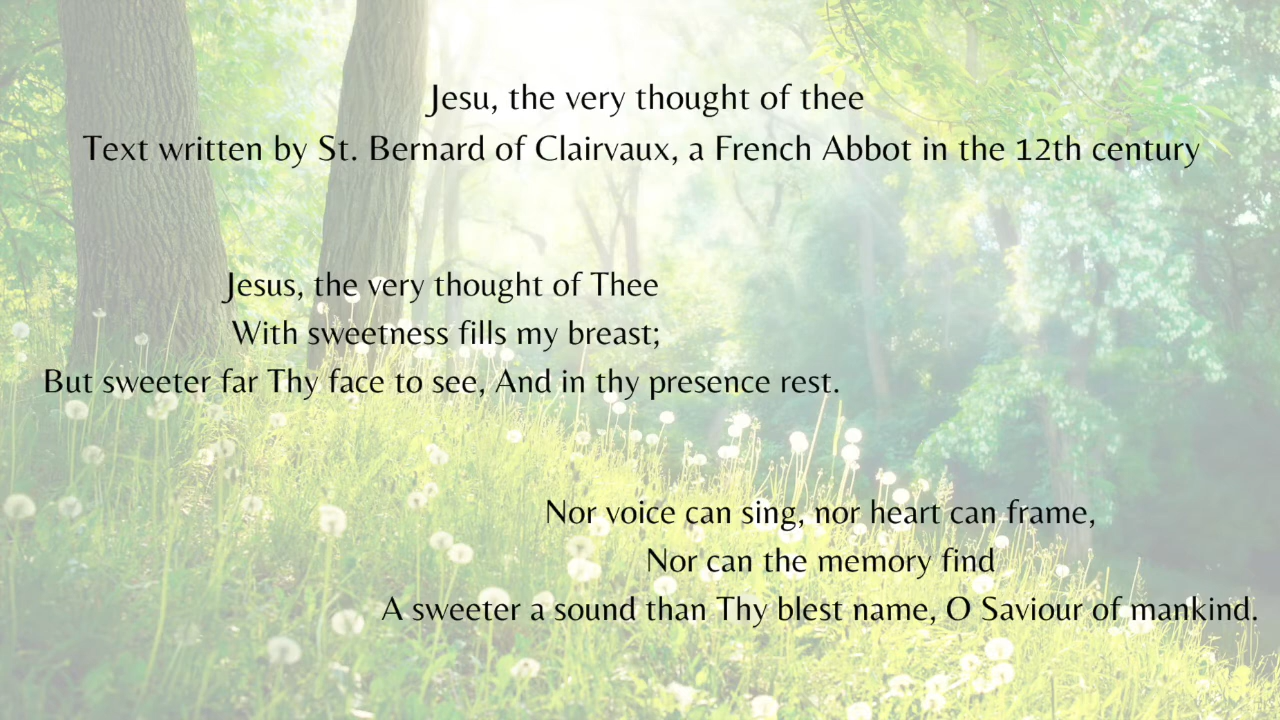 Jesu, the very thought of thee
Text written by St. Bernard of Clairvaux, a French Abbot in the 12th century
Jesus, the very thought of Thee
With sweetness fills my breast;
But sweeter far Thy face to see, And in thy presence rest.
Nor voice can sing, nor heart can frame,
Nor can the memory find
A sweeter a sound than Thy blest name, O Saviour of mankind.